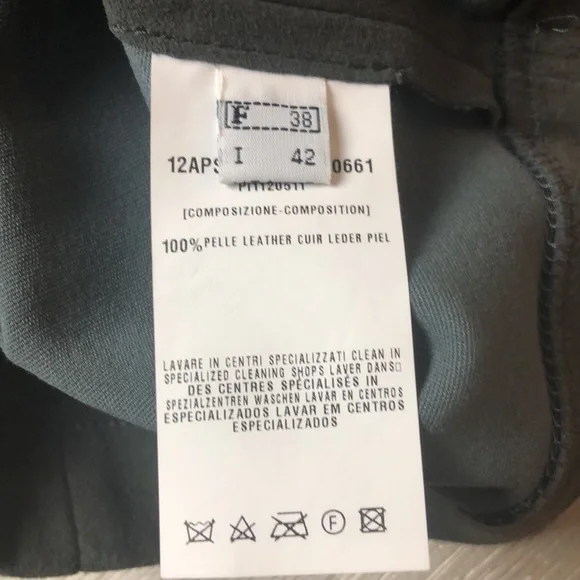 F 38
I 42
12APS 0661
PIT120511
[COMPOSIZIONE-COMPOSITION]
100% PELLE LEATHER CUIR LEDER PIEL
LAVARE IN CENTRI SPECIALIZZATI CLEAN IN
SPECIALIZED CLEANING SHOPS LAVER DANS□
DES CENTRES SPÉCIALISÉS IN
SPEZIALZENTREN WASCHEN LAVAR EN CENTROS
ESPECIALIZADOS LAVAR EM CENTROS
ESPECIALIZADOS
F